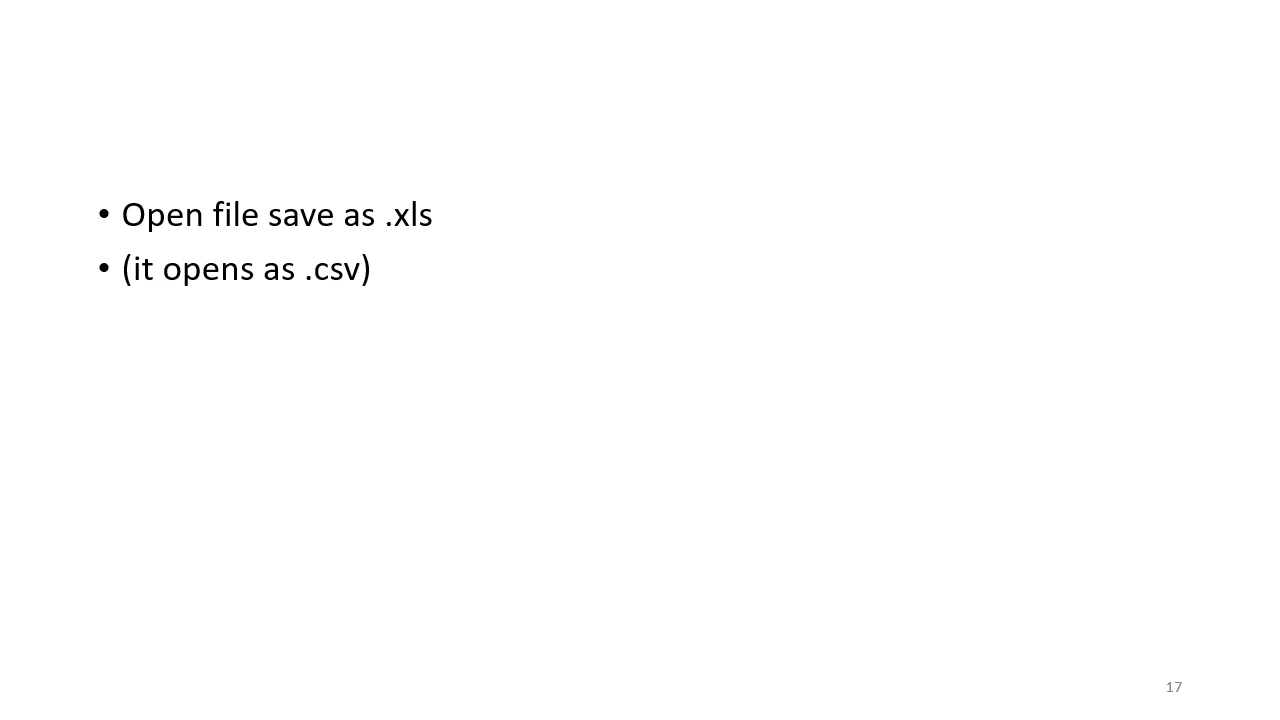 • Open file save as .xls
• (it opens as .csv)
17